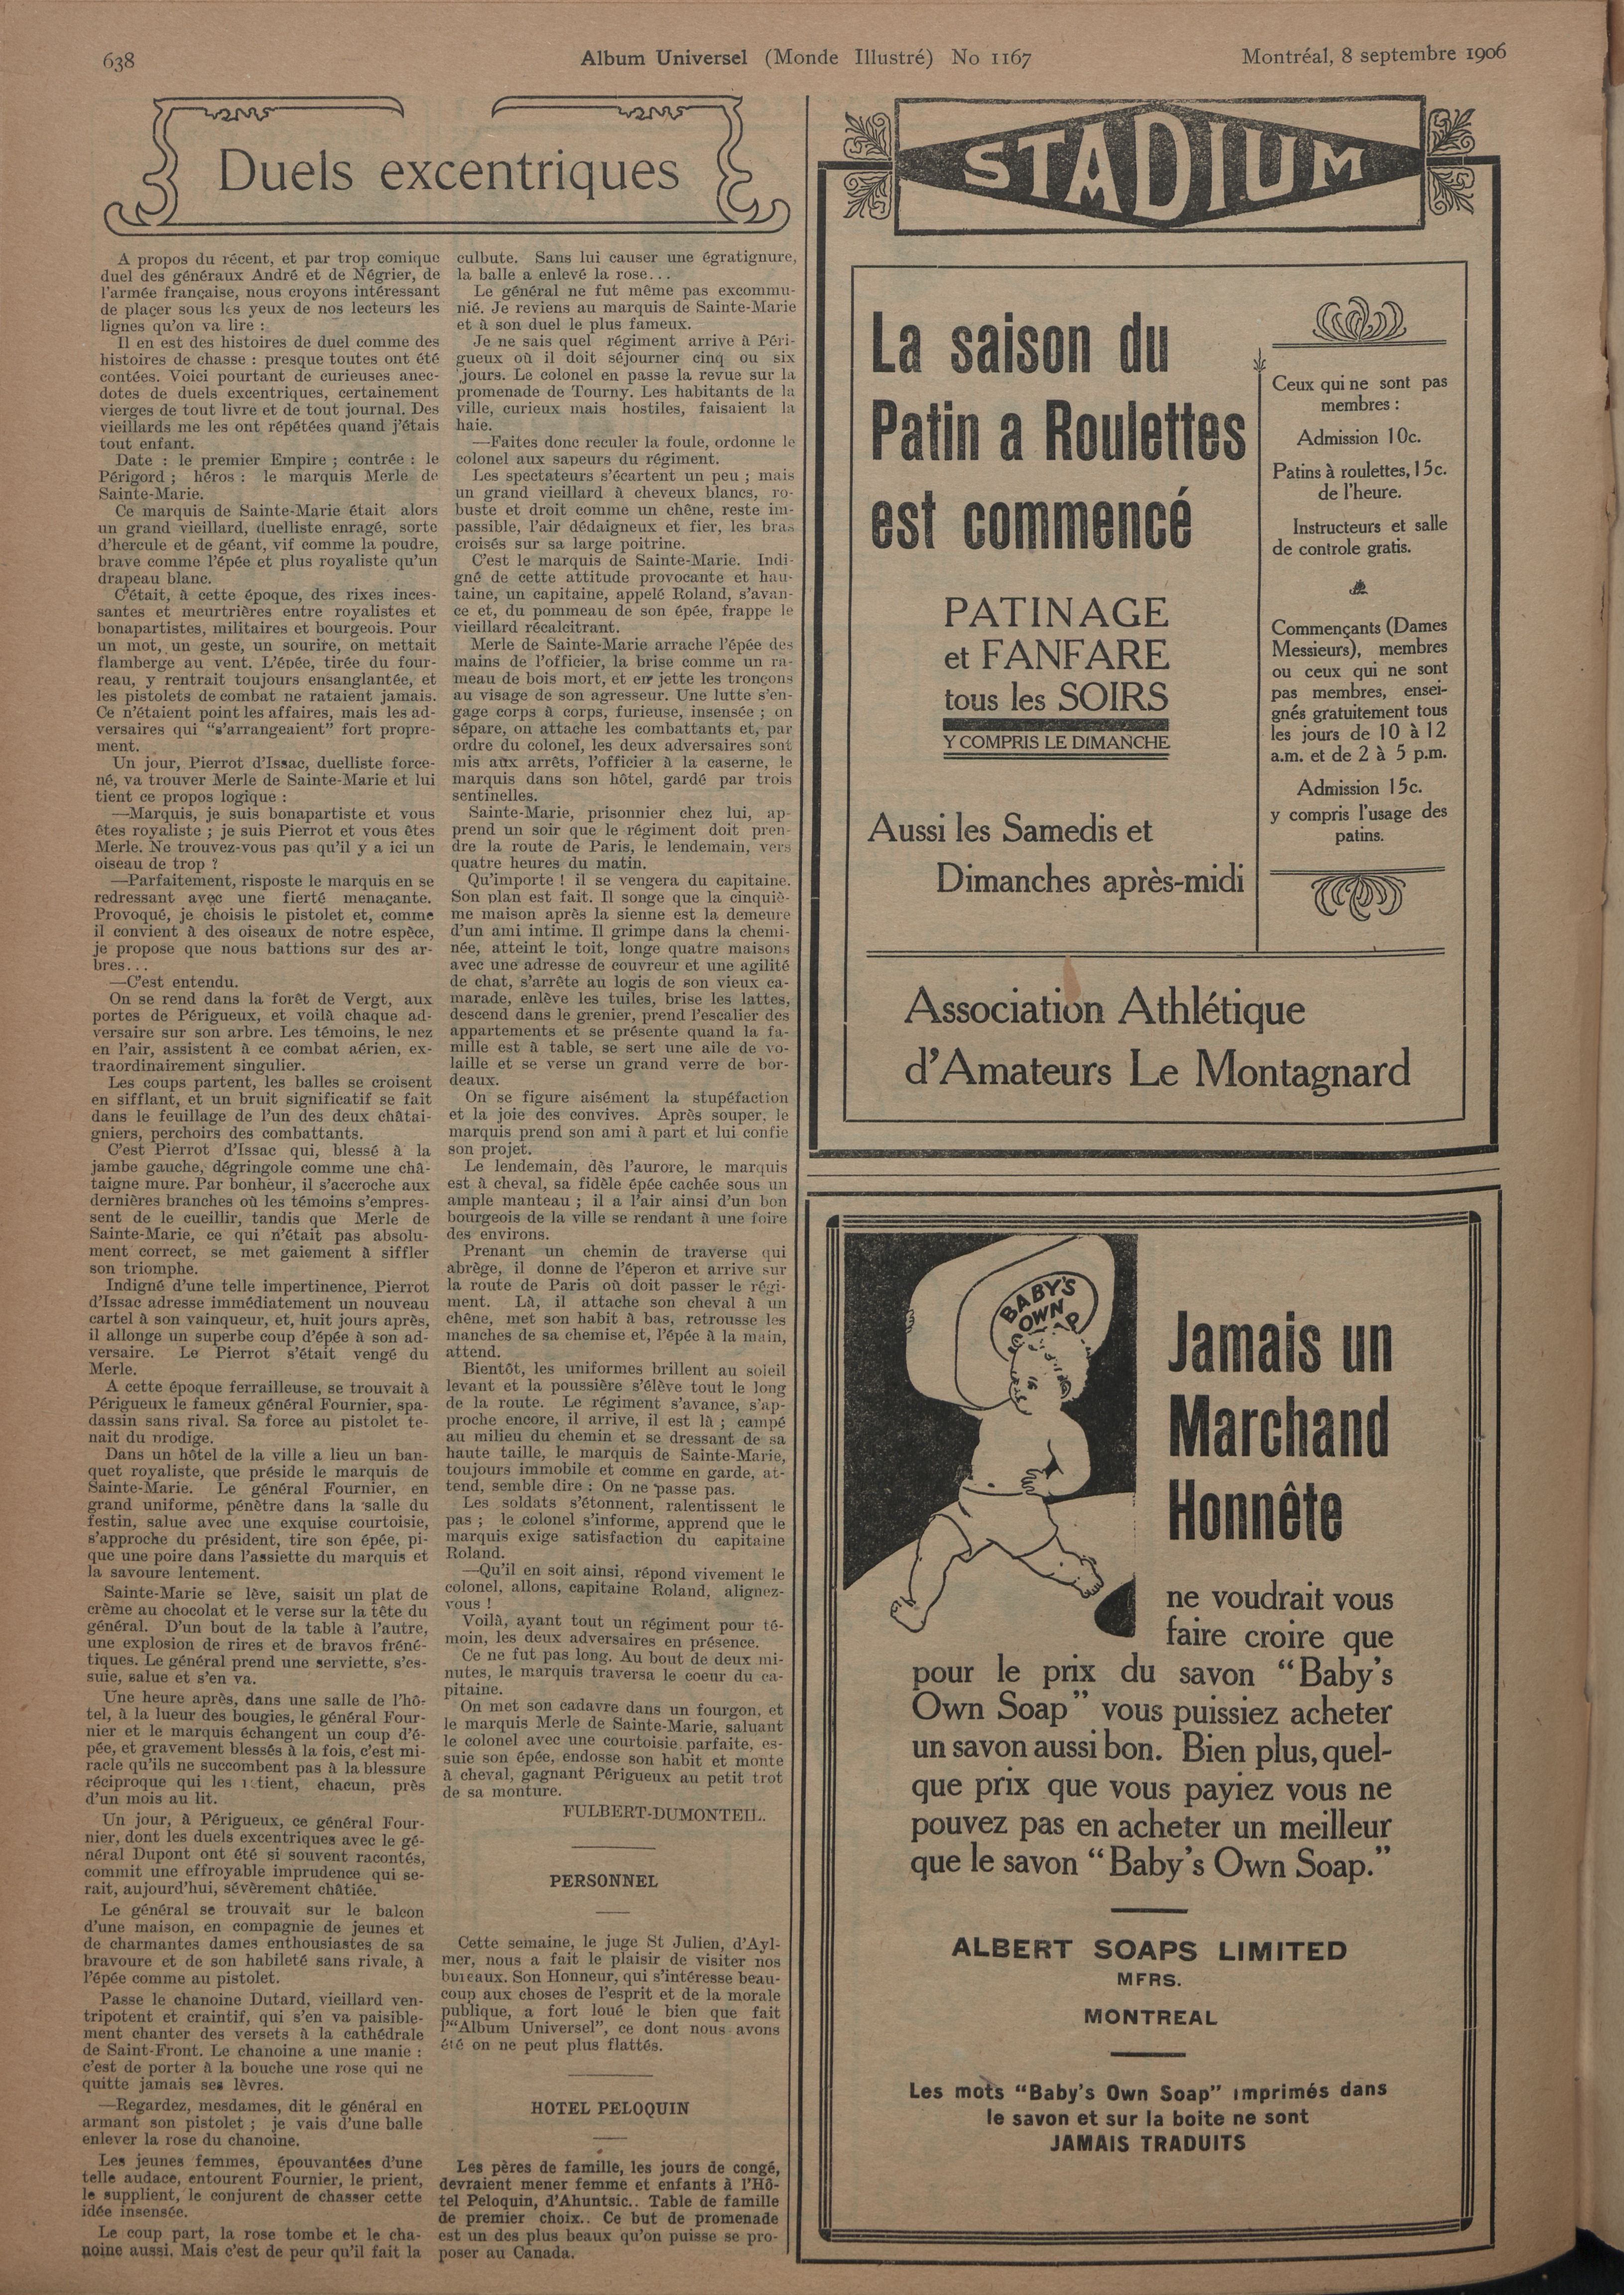 638
Album Universel (Monde Illustré) No 1167
Montréal, 8 septembre 1906
Duels excentriques
A propos du récent, et par trop comique
duel des généraux André et de Négrier, de
l'armée française, nous croyons intéressant
de placer sous les yeux de nos lecteurs les
lignes qu'on va lire :
Il en est des histoires de duel comme des
histoires de chasse : presque toutes ont été
contées. Voici pourtant de curieuses anec-
dotes de duels excentriques, certainement
vierges de tout livre et de tout journal. Des
vieillards me les ont répétées quand j'étais
tout enfant.
Date : le premier Empire ; contrée : le
Périgord ; héros : le marquis Merle de
Sainte-Marie.
Ce marquis de Sainte-Marie était alors
un grand vieillard, duelliste enragé, sorte
d'hercule et de géant, vif comme la poudre,
brave comme l'épée et plus royaliste qu'un
drapeau blanc.
C'était, à cette époque, des rixes inces-
santes et meurtrières entre royalistes et
bonapartistes, militaires et bourgeois. Pour
un mot, un geste, un sourire, on mettait
flamberge au vent. L'épée, tirée du four-
reau, y rentrait toujours ensanglantée, et
les pistolets de combat ne rataient jamais.
Ce n'étaient point les affaires, mais les ad-
versaires qui "s'arrangeaient" fort propre-
ment.
Un jour, Pierrot d'Issac, duelliste force-
né, va trouver Merle de Sainte-Marie et lui
tient ce propos logique :
—Marquis, je suis bonapartiste et vous
êtes royaliste ; je suis Pierrot et vous êtes
Merle. Ne trouvez-vous pas qu'il y a ici un
oiseau de trop ?
—Parfaitement, risposte le marquis en se
redressant avec une fierté menaçante.
Provoqué, je choisis le pistolet et, comme
il convient à des oiseaux de notre espèce,
je propose que nous battions sur des ar-
bres...
—C'est entendu.
On se rend dans la forêt de Vergt, aux
portes de Périgueux, et voilà chaque ad-
versaire sur son arbre. Les témoins, le nez
en l'air, assistent à ce combat aérien, ex-
traordinairement singulier.
Les coups partent, les balles se croisent
en sifflant, et un bruit significatif se fait
dans le feuillage de l'un des deux châtai-
gniers, perchoirs des combattants.
C'est Pierrot d'Issac qui, blessé à la
jambe gauche, dégringole comme une châ-
taigne mure. Par bonheur, il s'accroche aux
dernières branches où les témoins s'empres-
sent de le cueillir, tandis que Merle de
Sainte-Marie, ce qui n'était pas absolu-
ment correct, se met gaiement à siffler
son triomphe.
Indigné d'une telle impertinence, Pierrot
d'Issac adresse immédiatement un nouveau
cartel à son vainqueur, et, huit jours après,
il allonge un superbe coup d'épée à son ad-
versaire. Le Pierrot s'était vengé du
Merle.
A cette époque ferrailleuse, se trouvait à
Périgueux le fameux général Fournier, spa-
dassin sans rival. Sa force au pistolet te-
nait du prodige.
Dans un hôtel de la ville a lieu un ban-
quet royaliste, que préside le marquis de
Sainte-Marie. Le général Fournier, en
grand uniforme, pénètre dans la salle du
festin, salue avec une exquise courtoisie,
s'approche du président, tire son épée, pi-
que une poire dans l'assiette du marquis et
la savoure lentement.
Sainte-Marie se lève, saisit un plat de
crème au chocolat et le verse sur la tête du
général. D'un bout de la table à l'autre,
une explosion de rires et de bravos fréné-
tiques. Le général prend une serviette, s'es-
suie, salue et s'en va.
Une heure après, dans une salle de l'hô-
tel, à la lueur des bougies, le général Four-
nier et le marquis échangent un coup d'é-
pée, et gravement blessés à la fois, c'est mi-
racle qu'ils ne succombent pas à la blessure
réciproque qui les tient, chacun, près
d'un mois au lit.
Un jour, à Périgueux, ce général Four-
nier, dont les duels excentriques avec le gé-
néral Dupont ont été si souvent racontés,
commit une effroyable imprudence qui se-
rait, aujourd'hui, sévèrement châtiée.
Le général se trouvait sur le balcon
d'une maison, en compagnie de jeunes et
de charmantes dames enthousiastes de sa
bravoure et de son habileté sans rivale, à
l'épée comme au pistolet.
Passe le chanoine Dutard, vieillard ven-
tripotent et craintif, qui s'en va paisible-
ment chanter des versets à la cathédrale
de Saint-Front. Le chanoine a une manie :
c'est de porter à la bouche une rose qui ne
quitte jamais ses lèvres.
—Regardez, mesdames, dit le général en
armant son pistolet ; je vais d'une balle
enlever la rose du chanoine.
Les jeunes femmes, épouvantées d'une
telle audace, entourent Fournier, le prient,
le supplient, le conjurent de chasser cette
idée insensée.
Le coup part, la rose tombe et le cha-
noine aussi. Mais c'est de peur qu'il fait la
culbute. Sans lui causer une égratignure,
la balle a enlevé la rose...
Le général ne fut même pas excommu-
nié. Je reviens au marquis de Sainte-Marie
et à son duel le plus fameux.
Je ne sais quel régiment arrive à Péri-
gueux où il doit séjourner cinq ou six
jours. Le colonel en passe la revue sur la
promenade de Tourny. Les habitants de la
ville, curieux mais hostiles, faisaient la
haie.
—Faites donc reculer la foule, ordonne le
colonel aux sapeurs du régiment.
Les spectateurs s'écartent un peu ; mais
un grand vieillard à cheveux blancs, ro-
buste et droit comme un chêne, reste im-
passible, l'air dédaigneux et fier, les bras
croisés sur sa large poitrine.
C'est le marquis de Sainte-Marie. Indi-
gné de cette attitude provocante et hau-
taine, un capitaine, appelé Roland, s'avan-
ce et, du pommeau de son épée, frappe le
vieillard récalcitrant.
Merle de Sainte-Marie arrache l'épée des
mains de l'officier, la brise comme un ra-
meau de bois mort, et en jette les tronçons
au visage de son agresseur. Une lutte s'en-
gage corps à corps, furieuse, insensée ; on
sépare, on attache les combattants et, par
ordre du colonel, les deux adversaires sont
mis aux arrêts, l'officier à la caserne, le
marquis dans son hôtel, gardé par trois
sentinelles.
Sainte-Marie, prisonnier chez lui, ap-
prend un soir que le régiment doit pren-
dre la route de Paris, le lendemain, vers
quatre heures du matin.
Qu'importe ! il se vengera du capitaine.
Son plan est fait. Il songe que la cinquiè-
me maison après la sienne est la demeure
d'un ami intime. Il grimpe dans la chemi-
née, atteint le toit, longe quatre maisons
avec une adresse de couvreur et une agilité
de chat, s'arrête au logis de son vieux ca-
marade, enlève les tuiles, brise les lattes,
descend dans le grenier, prend l'escalier des
appartements et se présente quand la fa-
mille est à table, se sert une aile de vo-
laille et se verse un grand verre de bor-
deaux.
On se figure aisément la stupéfaction
et la joie des convives. Après souper, le
marquis prend son ami à part et lui confie
son projet.
Le lendemain, dès l'aurore, le marquis
est à cheval, sa fidèle épée cachée sous un
ample manteau ; il a l'air ainsi d'un bon
bourgeois de la ville se rendant à une foire
des environs.
Prenant un chemin de traverse qui
abrège, il donne de l'éperon et arrive sur
la route de Paris où doit passer le régi-
ment. Là, il attache son cheval à un
chêne, met son habit à bas, retrousse les
manches de sa chemise et, l'épée à la main,
attend.
Bientôt, les uniformes brillent au soleil
levant et la poussière s'élève tout le long
de la route. Le régiment s'avance, s'ap-
proche encore, il arrive, il est là ; campé
au milieu du chemin et se dressant de sa
haute taille, le marquis de Sainte-Marie,
toujours immobile et comme en garde, at-
tend, semble dire : On ne passe pas.
Les soldats s'étonnent, ralentissent le
pas ; le colonel s'informe, apprend que le
marquis exige satisfaction du capitaine
Roland.
—Qu'il en soit ainsi, répond vivement le
colonel, allons, capitaine Roland, alignez-
vous !
Voilà, ayant tout un régiment pour té-
moin, les deux adversaires en présence.
Ce ne fut pas long. Au bout de deux mi-
nutes, le marquis traversa le coeur du ca-
pitaine.
On met son cadavre dans un fourgon, et
le marquis Merle de Sainte-Marie, saluant
le colonel avec une courtoisie parfaite, es-
suie son épée, endosse son habit et monte
à cheval, gagnant Périgueux au petit trot
de sa monture.
FULBERT-DUMONTEIL.
PERSONNEL
Cette semaine, le juge St Julien, d'Ayl-
mer, nous a fait le plaisir de visiter nos
bureaux. Son Honneur, qui s'intéresse beau-
coup aux choses de l'esprit et de la morale
publique, a fort loué le bien que fait
l'"Album Universel", ce dont nous avons
été on ne peut plus flattés.
HOTEL PELOQUIN
Les pères de famille, les jours de congé,
devraient mener femme et enfants à l'Hô-
tel Peloquin, d'Ahuntsic.. Table de famille
de premier choix.. Ce but de promenade
est un des plus beaux qu'on puisse se pro-
poser au Canada.
STADIUM
La saison du
Patin a Roulettes
est commencé
PATINAGE
et FANFARE
tous les SOIRS
Y COMPRIS LE DIMANCHE
Aussi les Samedis et
Dimanches après-midi
Ceux qui ne sont pas
membres :
Admission 10c.
Patins à roulettes, 15c.
de l'heure.
Instructeurs et salle
de controle gratis.
Commençants (Dames
Messieurs), membres
ou ceux qui ne sont
pas membres, ensei-
gnés gratuitement tous
les jours de 10 à 12
a.m. et de 2 à 5 p.m.
Admission 15c.
y compris l'usage des
patins.
Association Athlétique
d'Amateurs Le Montagnard
BABY'S
OWN
Jamais un
Marchand
Honnête
ne voudrait vous
faire croire que
pour le prix du savon "Baby's
Own Soap" vous puissiez acheter
un savon aussi bon. Bien plus, quel-
que prix que vous payiez vous ne
pouvez pas en acheter un meilleur
que le savon "Baby's Own Soap."
ALBERT SOAPS LIMITED
MFRS.
MONTREAL
Les mots "Baby's Own Soap" imprimés dans
le savon et sur la boite ne sont
JAMAIS TRADUITS